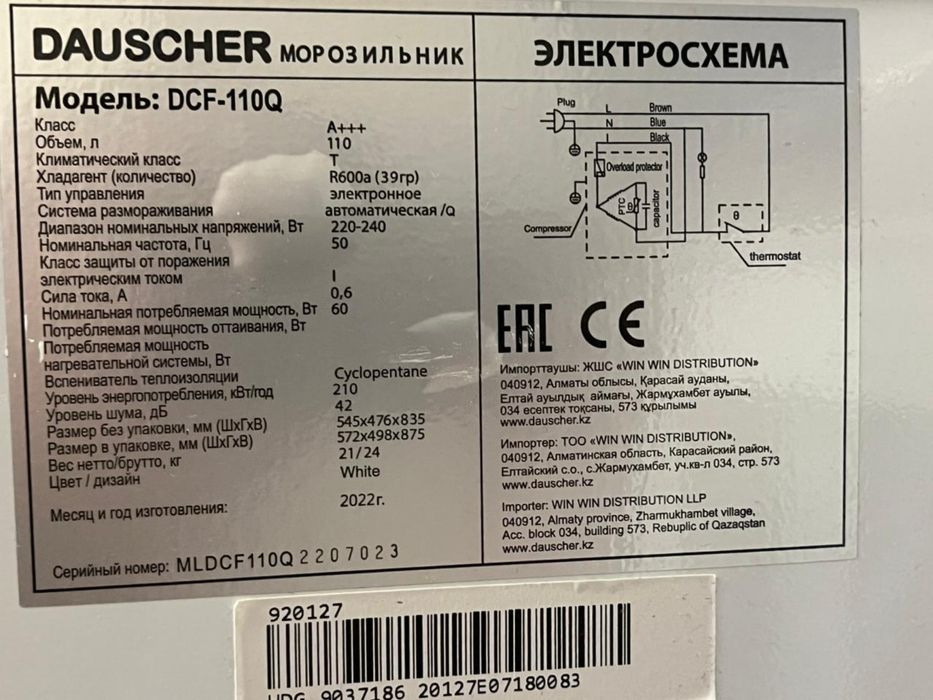 DAUSCHER МОРОЗИЛЬНИК
Модель: DCF-110Q
Класс A+++
Объем, л 110
Климатический класс T
Хладагент (количество) R600a (39гр)
Тип управления электронное
Система размораживания автоматическая /Q
Диапазон номинальных напряжений, Вт 220-240
Номинальная частота, Гц 50
Класс защиты от поражения
электрическим током I
Сила тока, А 0,6
Номинальная потребляемая мощность, Вт 60
Потребляемая мощность оттаивания, Вт
Потребляемая мощность
нагревательной системы, Вт
Вспениватель теплоизоляции Cyclopentane
Уровень энергопотребления, кВт/год 210
Уровень шума, дБ 42
Размер без упаковки, мм (ШхГхВ) 545x476x835
Размер в упаковке, мм (ШхГхВ) 572x498x875
Вес нетто/брутто, кг 21/24
Цвет / дизайн White
Месяц и год изготовления: 2022г.
Серийный номер: MLDCF110Q 2207023
ЭЛЕКТРОСХЕМА
Plug
L Brown
N Blue
Black
Overload protector
PTC
θ
capacitor
Compressor
θ
thermostat
EAC CE
Импорттаушы: ЖШС «WIN WIN DISTRIBUTION»
040912, Алматы облысы, Қарасай ауданы,
Елтай ауылдық аймағы, Жармұхамбет ауылы,
034 есептек тоқсаны, 573 құрылымы
www.dauscher.kz
Импортер: ТОО «WIN WIN DISTRIBUTION»,
040912, Алматинская область, Карасайский район,
Елтайский с.о., с.Жармухамбет, уч.кв-л 034, стр. 573
www.dauscher.kz
Importer: WIN WIN DISTRIBUTION LLP
040912, Almaty province, Zharmukhambet village,
Acc. block 034, building 573, Rebuplic of Qazaqstan
www.dauscher.kz
920127
HDG 9037186 20127E07180083